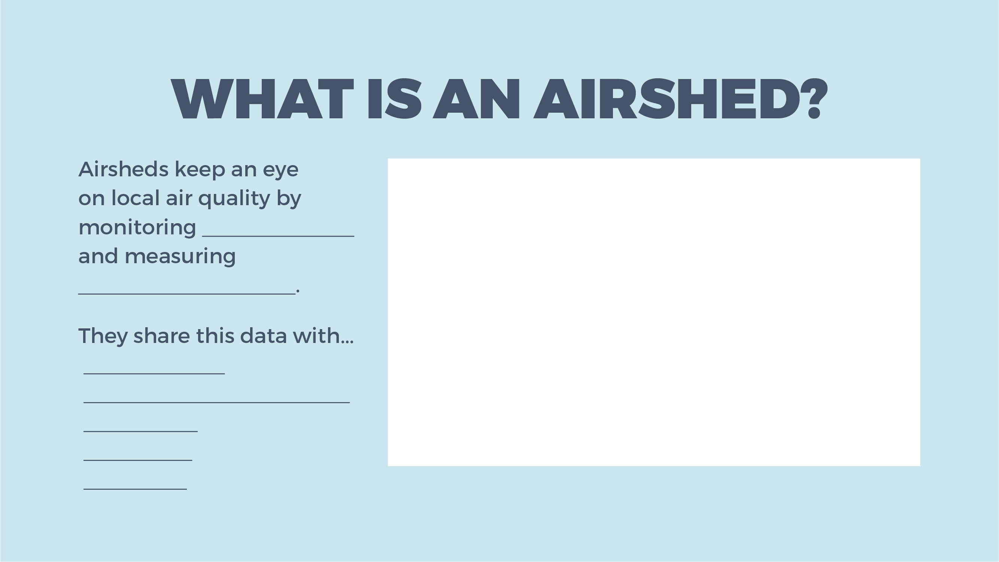 WHAT IS AN AIRSHED?
Airsheds keep an eye
on local air quality by
monitoring ______________
and measuring
____________________.
They share this data with...
_____________
________________________
__________
__________
_________